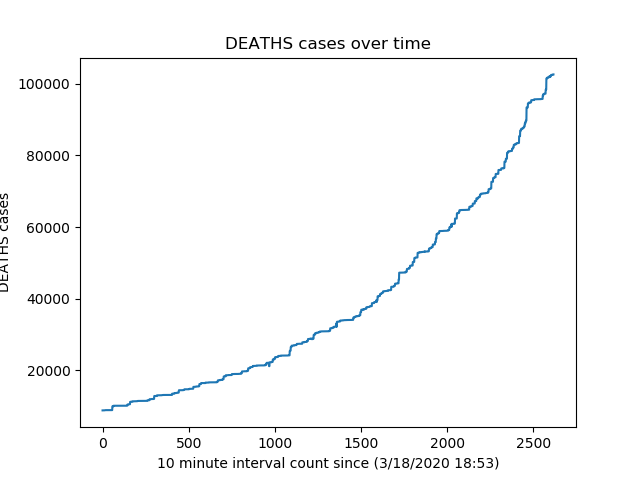 DEATHS cases over time
100000
80000
60000
40000
20000
DEATHS cases
0 500 1000 1500 2000 2500
10 minute interval count since (3/18/2020 18:53)